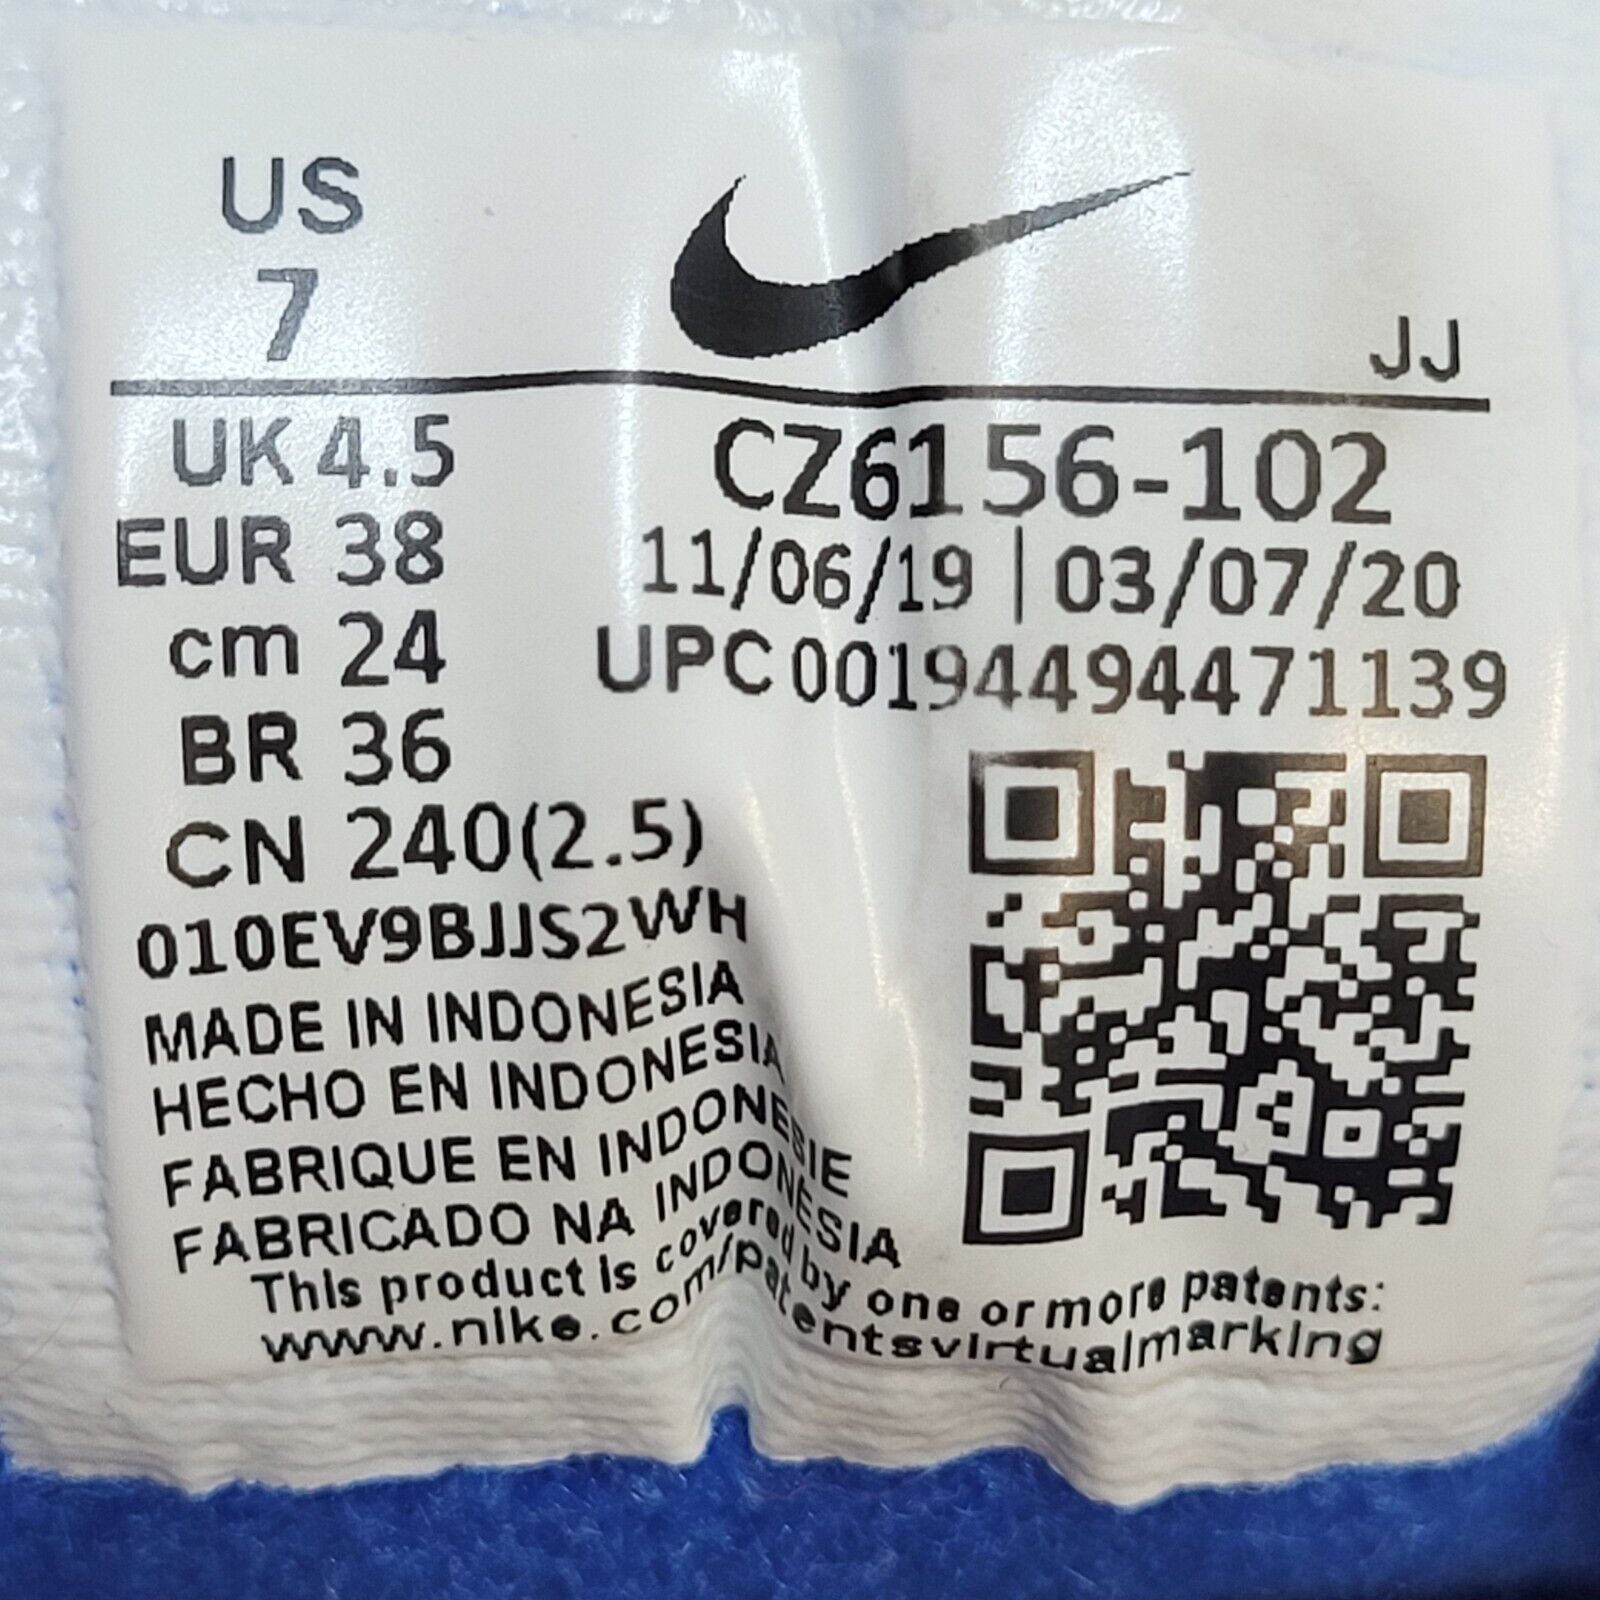 US
7
JJ
UK 4.5
EUR 38
cm 24
BR 36
CN 240(2.5)
CZ6156-102
11/06/19 | 03/07/20
UPC 00194494471139
010EV9BJJS2WH
MADE IN INDONESIA
HECHO EN INDONESIA
FABRIQUE EN INDONESIE
FABRICADO NA INDONESIA
This product is covered by one or more patents:
www.nike.com/patentsvirtualmarking